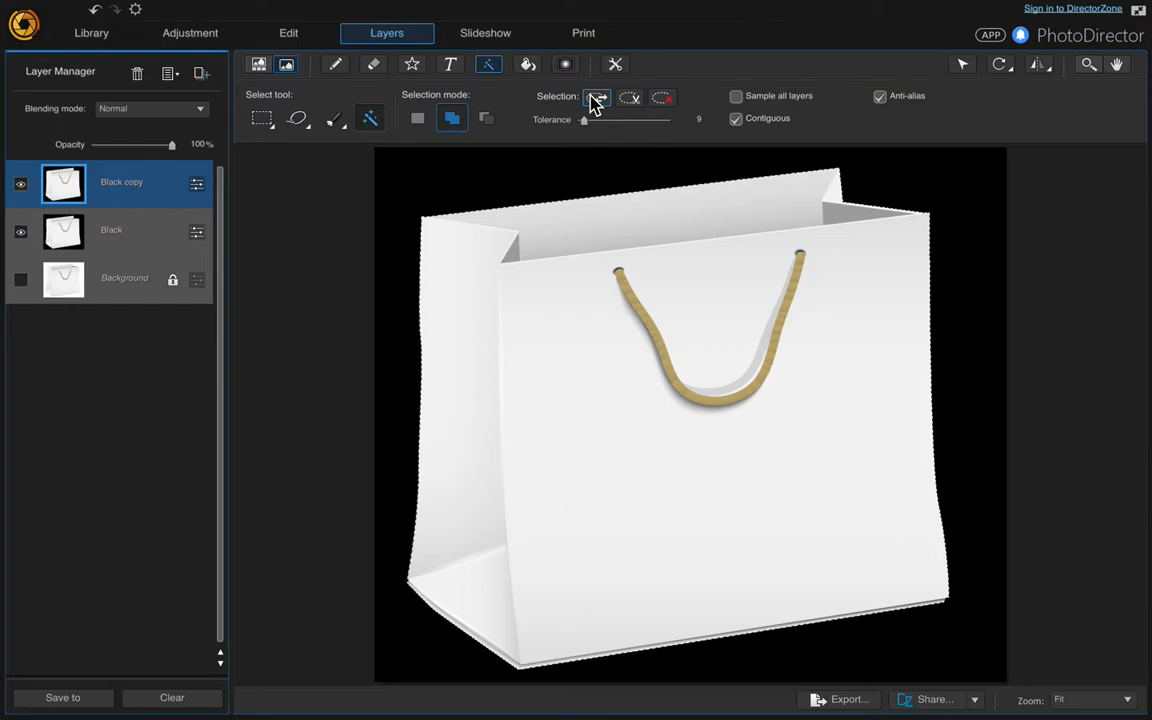 Sign in to DirectorZone
Library
Adjustment
Edit
Layers
Slideshow
Print
APP
PhotoDirector
Layer Manager
T
Blending mode:
Normal
Opacity
100%
Select tool:
Selection mode:
Selection:
Tolerance
9
Sample all layers
Contiguous
Anti-alias
Black copy
Black
Background
Save to
Clear
Export...
Share...
Zoom:
Fit